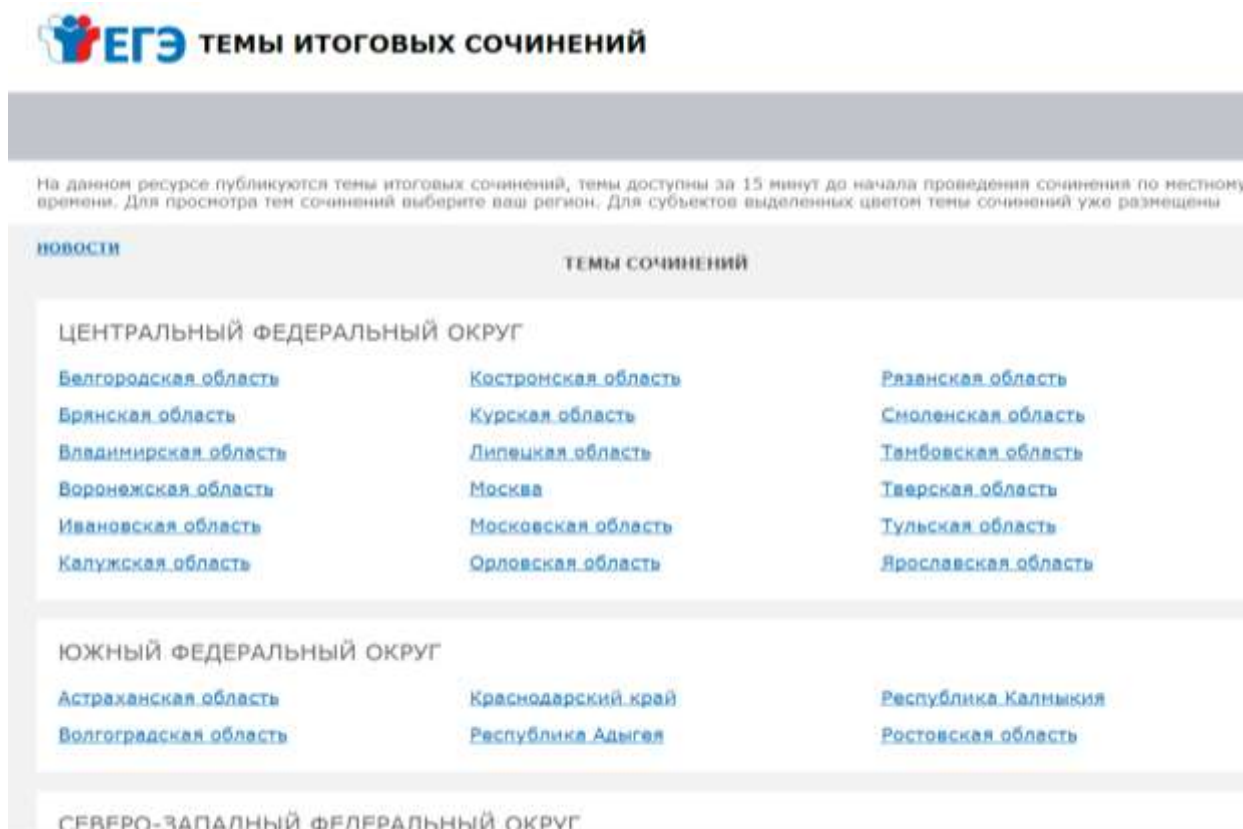 ЕГЭ ТЕМЫ ИТОГОВЫХ СОЧИНЕНИЙ
На данном ресурсе публикуются темы итоговых сочинений, темы доступны за 15 минут до начала проведения сочинения по местному
времени. Для просмотра тем сочинений выберите ваш регион. Для субъектов выделенных цветом темы сочинений уже размещены
НОВОСТИ
ТЕМЫ СОЧИНЕНИЙ
ЦЕНТРАЛЬНЫЙ ФЕДЕРАЛЬНЫЙ ОКРУГ
Белгородская область Костромская область Рязанская область
Брянская область Курская область Смоленская область
Владимирская область Липецкая область Тамбовская область
Воронежская область Москва Тверская область
Ивановская область Московская область Тульская область
Калужская область Орловская область Ярославская область
ЮЖНЫЙ ФЕДЕРАЛЬНЫЙ ОКРУГ
Астраханская область Краснодарский край Республика Калмыкия
Волгоградская область Республика Адыгея Ростовская область
СЕВЕРО-ЗАПАДНЫЙ ФЕДЕРАЛЬНЫЙ ОКРУГ